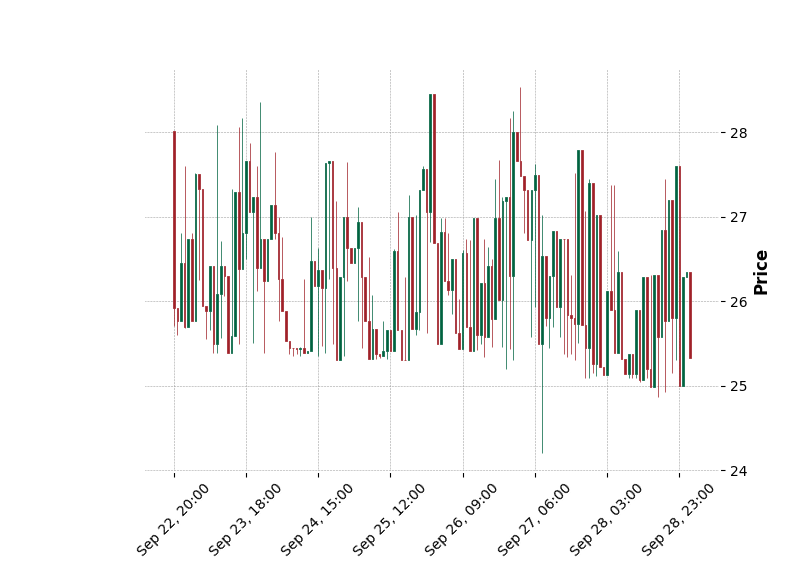 28
27
26
25
24
Price
Sep 22, 20:00
Sep 23, 18:00
Sep 24, 15:00
Sep 25, 12:00
Sep 26, 09:00
Sep 27, 06:00
Sep 28, 03:00
Sep 28, 23:00